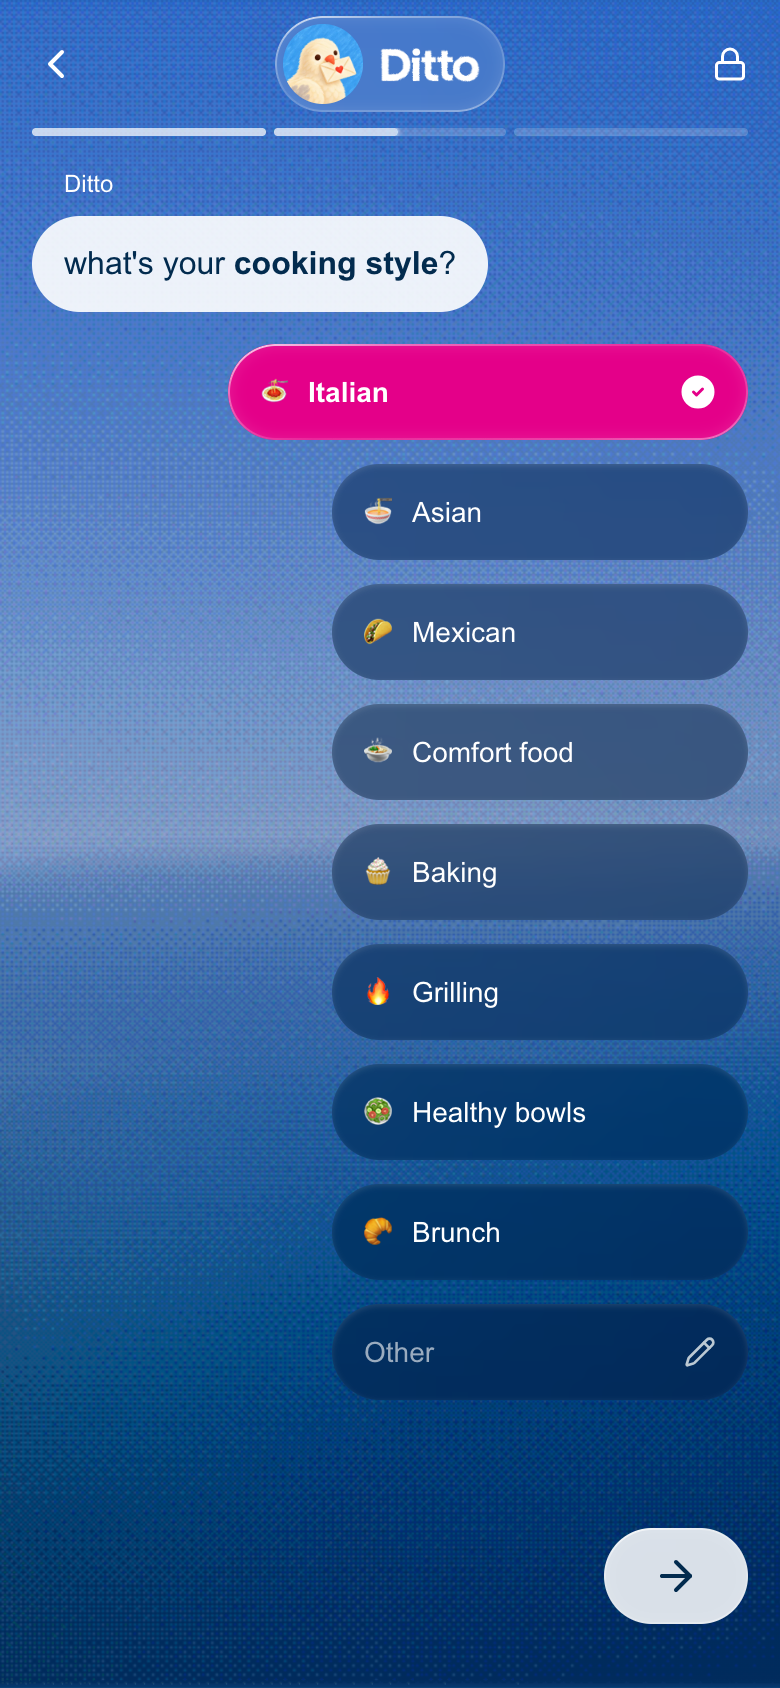 Ditto
Ditto
what's your cooking style?
Italian
Asian
Mexican
Comfort food
Baking
Grilling
Healthy bowls
Brunch
Other